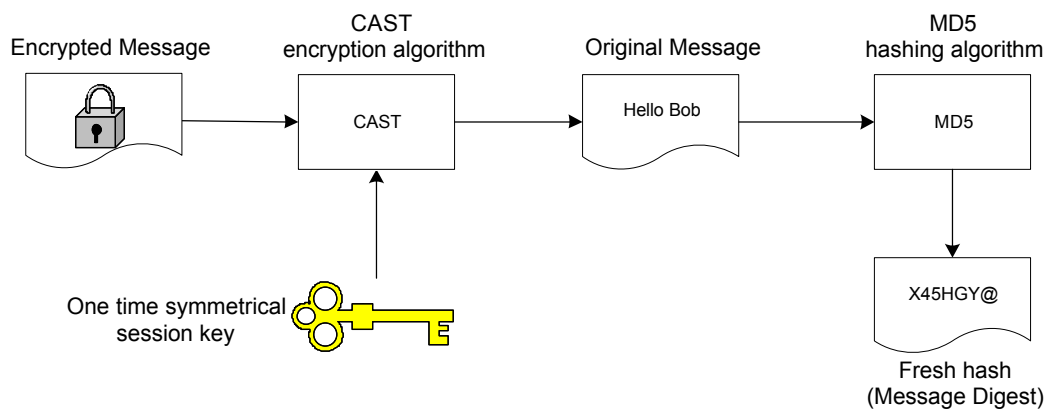 Encrypted Message
CAST
encryption algorithm
Original Message
MD5
hashing algorithm
CAST
Hello Bob
MD5
One time symmetrical
session key
X45HGY@
Fresh hash
(Message Digest)